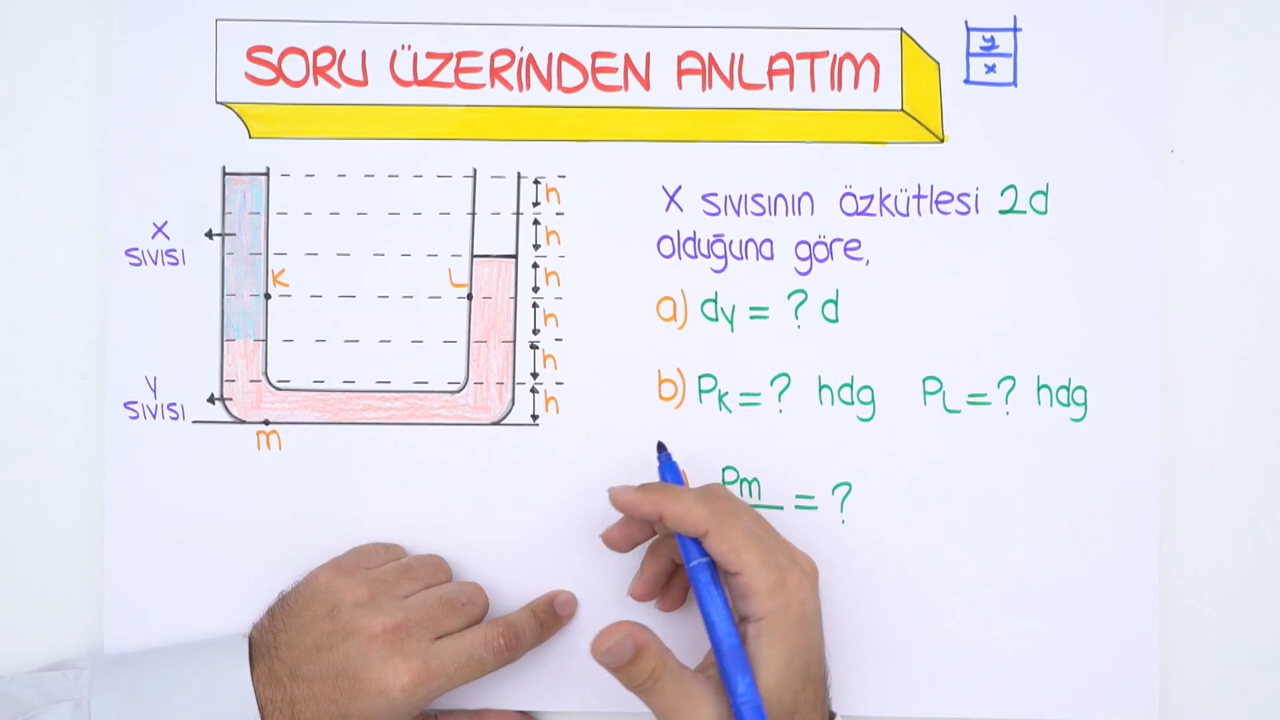 SORU ÜZERİNDEN ANLATIM
y
x
X SIVISI
K
L
h
h
h
h
h
h
Y SIVISI
m
X sıvısının özkütlesi 2d
olduğuna göre,
a) dy = ? d
b) PK = ? hdg PL = ? hdg
Pm = ?